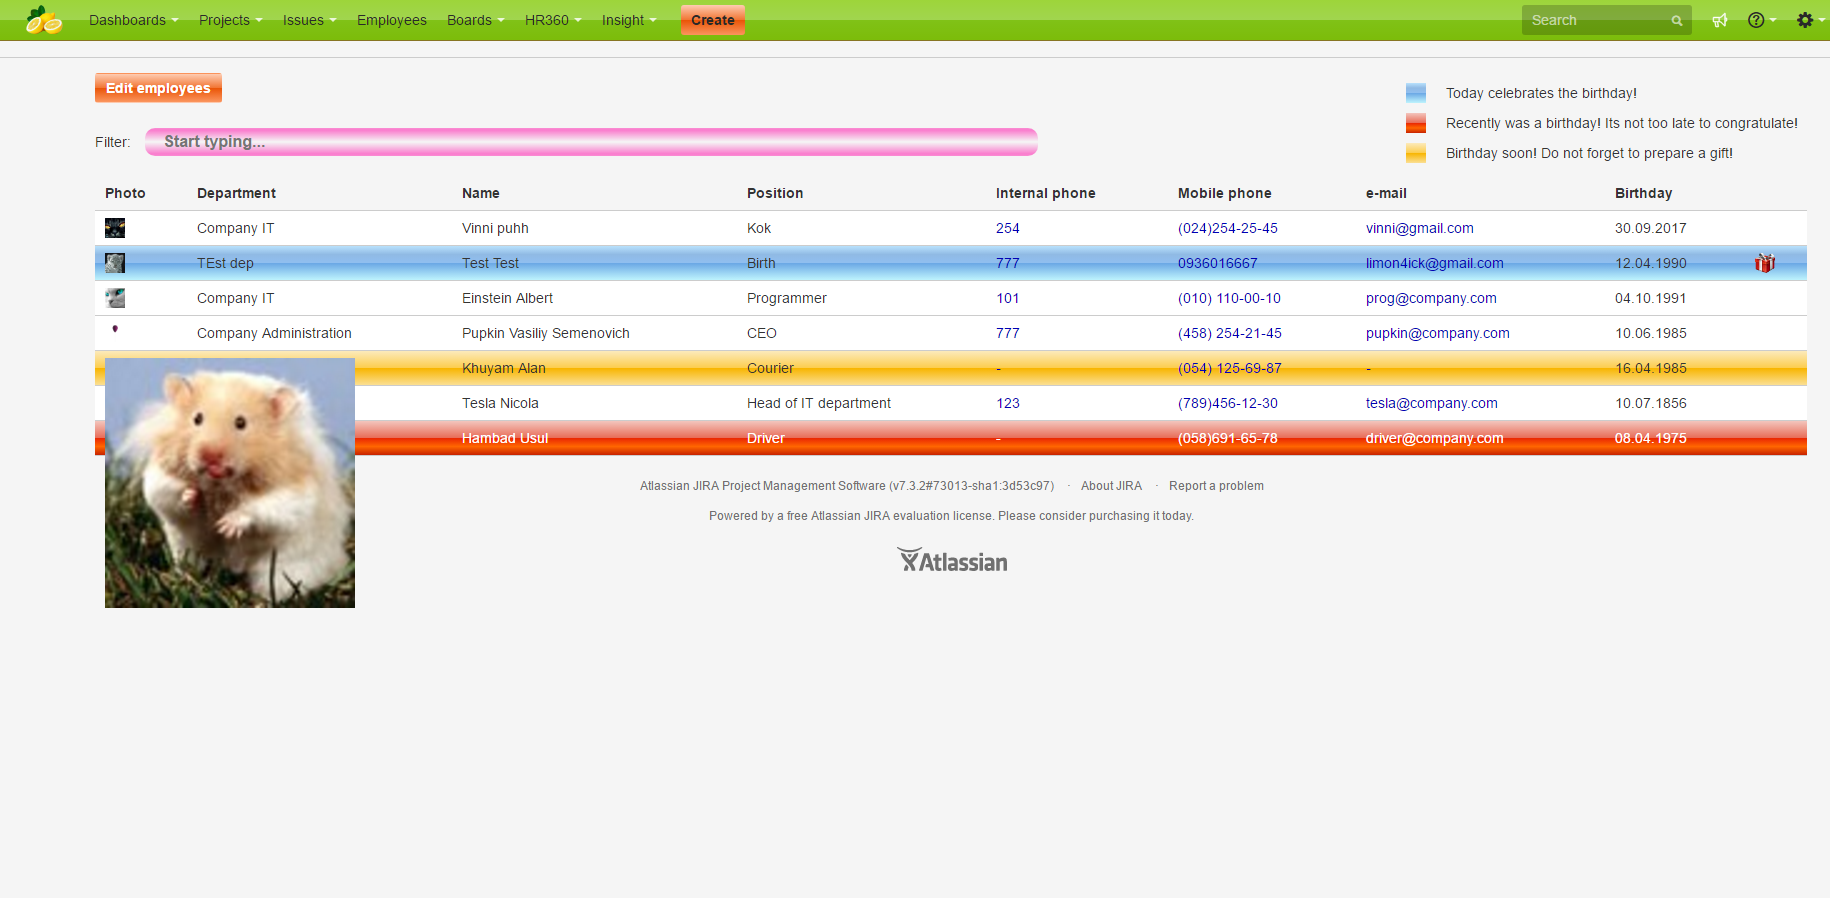 Dashboards Projects Issues Employees Boards HR360 Insight Create Search
Edit employees
Today celebrates the birthday!
Recently was a birthday! Its not too late to congratulate!
Birthday soon! Do not forget to prepare a gift!
Filter: Start typing...
Photo Department Name Position Internal phone Mobile phone e-mail Birthday
Company IT Vinni puhh Kok 254 (024)254-25-45 vinni@gmail.com 30.09.2017
TEst dep Test Test Birth 777 0936016667 limon4ick@gmail.com 12.04.1990
Company IT Einstein Albert Programmer 101 (010) 110-00-10 prog@company.com 04.10.1991
Company Administration Pupkin Vasiliy Semenovich CEO 777 (458) 254-21-45 pupkin@company.com 10.06.1985
Khuyam Alan Courier - (054) 125-69-87 - 16.04.1985
Tesla Nicola Head of IT department 123 (789)456-12-30 tesla@company.com 10.07.1856
Hambad Usul Driver - (058)691-65-78 driver@company.com 08.04.1975
Atlassian JIRA Project Management Software (v7.3.2#73013-sha1:3d53c97) · About JIRA · Report a problem
Powered by a free Atlassian JIRA evaluation license. Please consider purchasing it today.
Atlassian